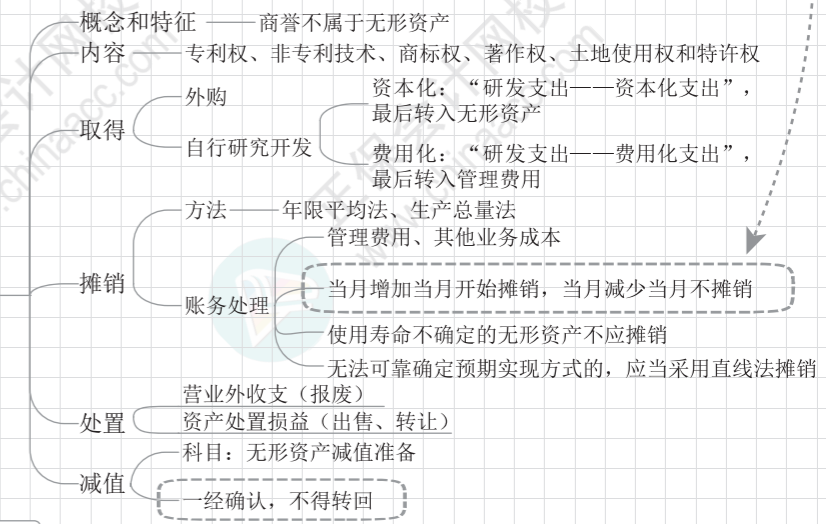 概念和特征
商誉不属于无形资产
内容
专利权、非专利技术、商标权、著作权、土地使用权和特许权
取得
外购
自行研究开发
资本化：“研发支出——资本化支出”，
最后转入无形资产
费用化：“研发支出——费用化支出”，
最后转入管理费用
摊销
方法
年限平均法、生产总量法
账务处理
管理费用、其他业务成本
当月增加当月开始摊销，当月减少当月不摊销
使用寿命不确定的无形资产不应摊销
无法可靠确定预期实现方式的，应当采用直线法摊销
处置
营业外收支（报废）
资产处置损益（出售、转让）
减值
科目：无形资产减值准备
一经确认，不得转回